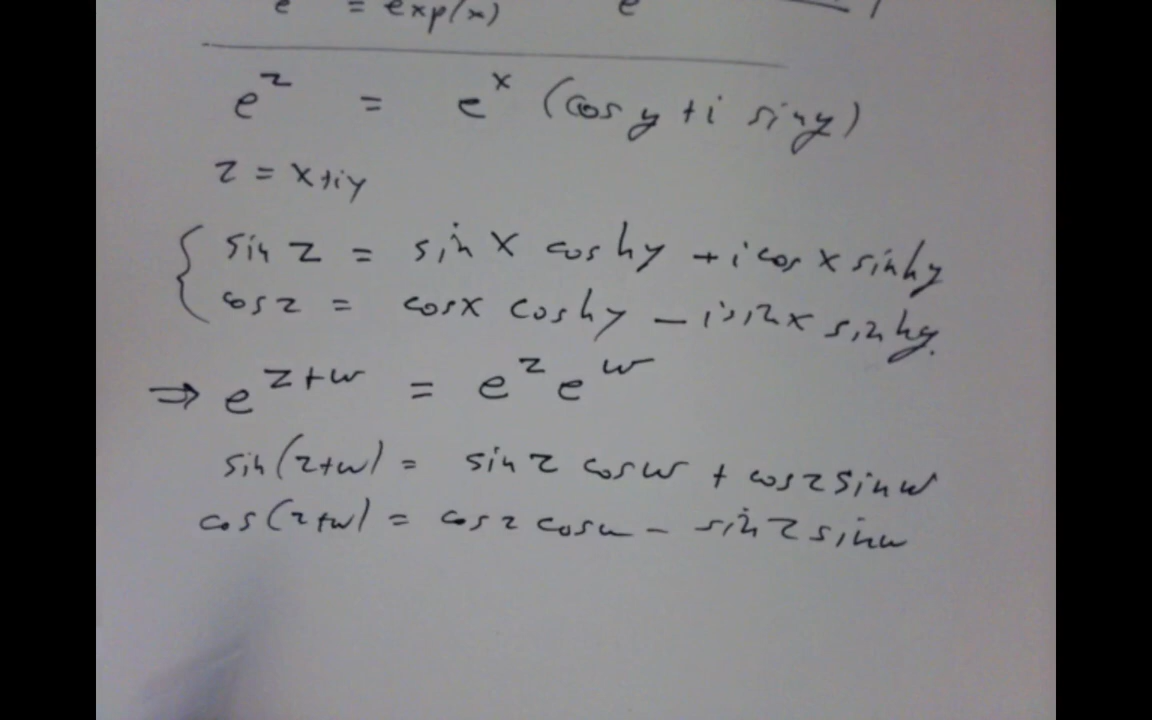 e = exp(x) e
e^z = e^x (cos y + i sin y)
z = x+iy
{ sin z = sin x cosh y + i cos x sinh y
cos z = cos x cosh y - i sin x sinh y.
⇒ e^{z+w} = e^z e^w
sin(z+w) = sin z cos w + cos z sin w
cos(z+w) = cos z cos w - sin z sin w